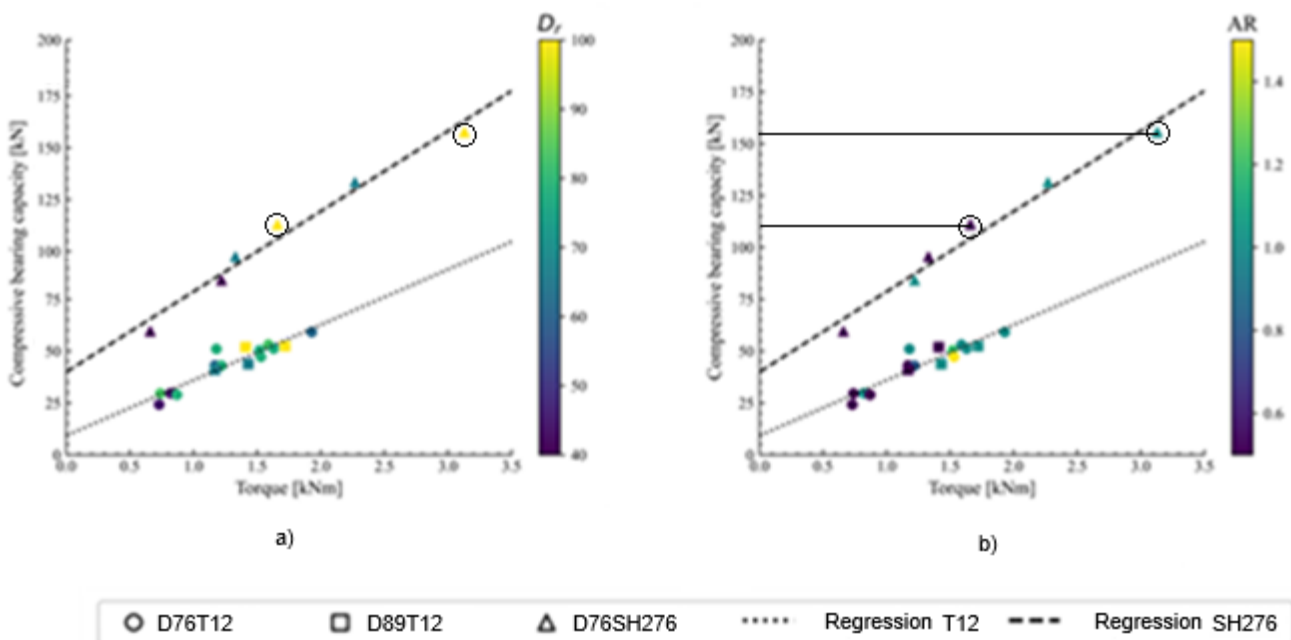 Dr
AR
200
175
150
125
100
75
50
25
0
Compressive bearing capacity [kN]
0.0 0.5 1.0 1.5 2.0 2.5 3.0 3.5
Torque [kNm]
100
90
80
70
60
50
40
a)
200
175
150
125
100
75
50
25
0
Compressive bearing capacity [kN]
0.0 0.5 1.0 1.5 2.0 2.5 3.0 3.5
Torque [kNm]
1.4
1.2
1.0
0.8
0.6
b)
D76T12 D89T12 D76SH276 Regression T12 Regression SH276